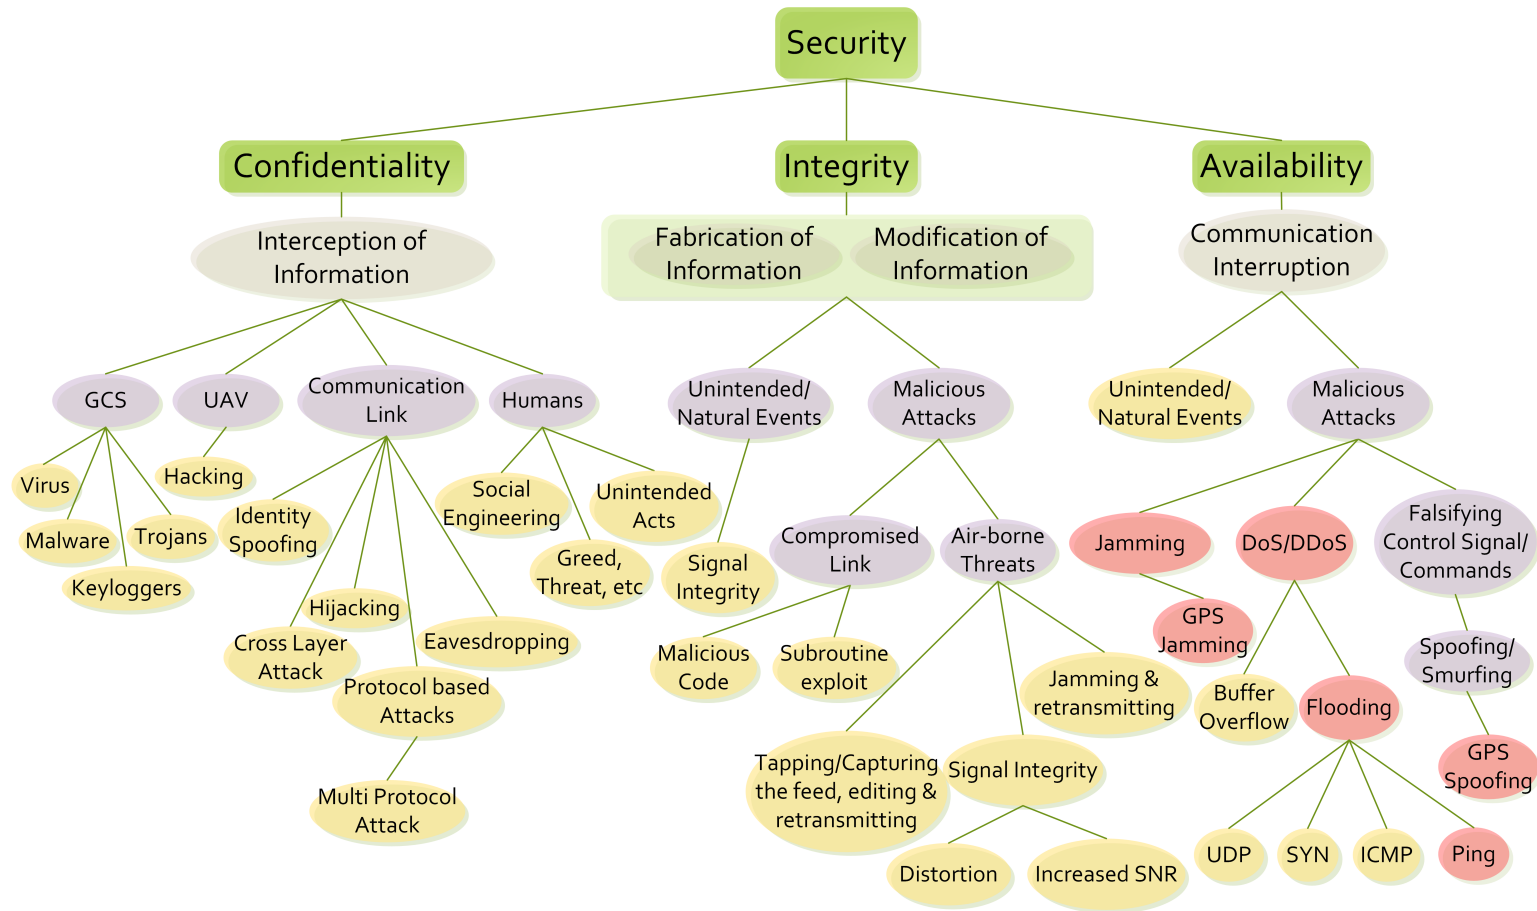 Security
Confidentiality
Integrity
Availability
Interception of
Information
Fabrication of
Information
Modification of
Information
Communication
Interruption
GCS
UAV
Communication
Link
Humans
Unintended/
Natural Events
Malicious
Attacks
Unintended/
Natural Events
Malicious
Attacks
Virus
Malware
Keyloggers
Trojans
Hacking
Identity
Spoofing
Cross Layer
Attack
Hijacking
Protocol based
Attacks
Eavesdropping
Multi Protocol
Attack
Social
Engineering
Greed,
Threat, etc
Unintended
Acts
Signal
Integrity
Compromised
Link
Air-borne
Threats
Malicious
Code
Subroutine
exploit
Tapping/Capturing
the feed, editing &
retransmitting
Signal Integrity
Jamming &
retransmitting
Distortion
Increased SNR
Jamming
DoS/DDoS
Falsifying
Control Signal/
Commands
GPS
Jamming
Buffer
Overflow
Flooding
Spoofing/
Smurfing
GPS
Spoofing
UDP
SYN
ICMP
Ping